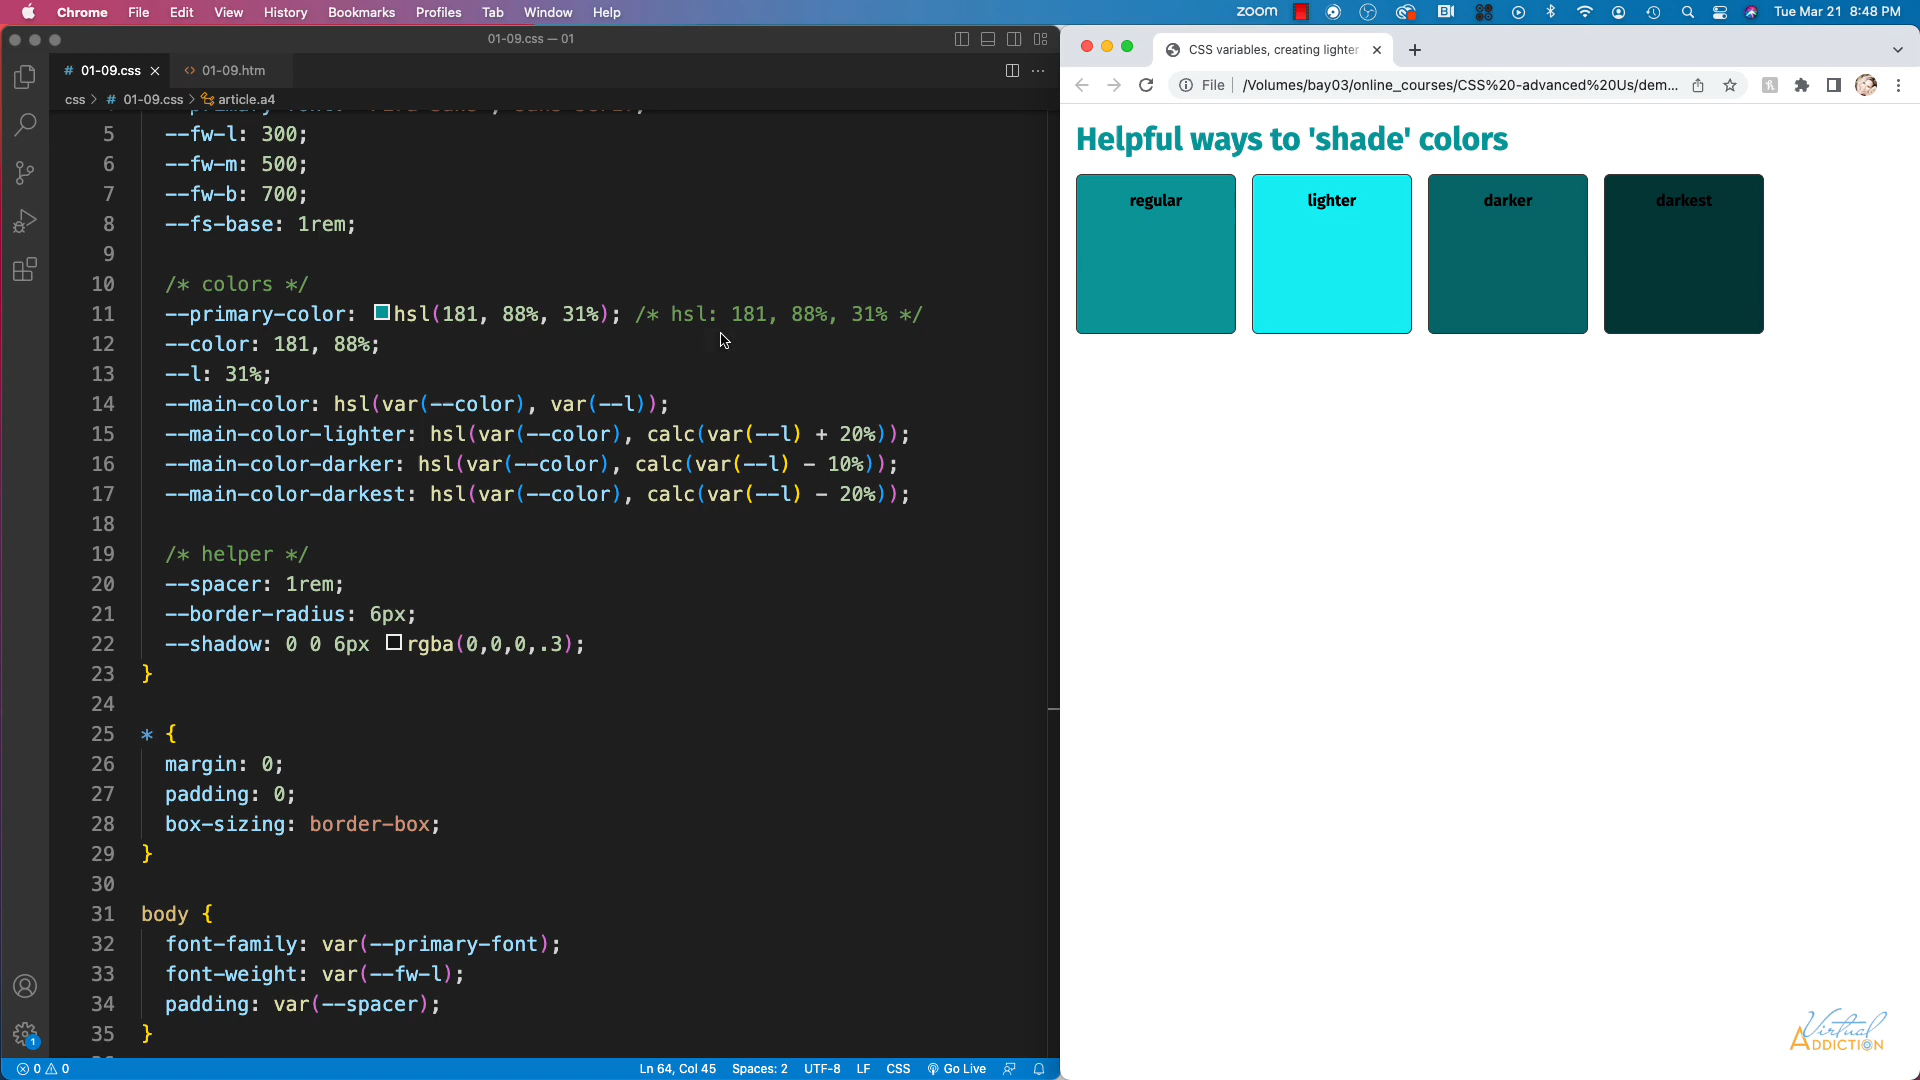 Chrome File Edit View History Bookmarks Profiles Tab Window Help
zoom Tue Mar 21 8:48 PM
01-09.css — 01
# 01-09.css
<> 01-09.htm
css > # 01-09.css > article.a4
5 --fw-l: 300;
6 --fw-m: 500;
7 --fw-b: 700;
8 --fs-base: 1rem;
9
10 /* colors */
11 --primary-color: hsl(181, 88%, 31%); /* hsl: 181, 88%, 31% */
12 --color: 181, 88%;
13 --l: 31%;
14 --main-color: hsl(var(--color), var(--l));
15 --main-color-lighter: hsl(var(--color), calc(var(--l) + 20%));
16 --main-color-darker: hsl(var(--color), calc(var(--l) - 10%));
17 --main-color-darkest: hsl(var(--color), calc(var(--l) - 20%));
18
19 /* helper */
20 --spacer: 1rem;
21 --border-radius: 6px;
22 --shadow: 0 0 6px rgba(0,0,0,.3);
23 }
24
25 * {
26 margin: 0;
27 padding: 0;
28 box-sizing: border-box;
29 }
30
31 body {
32 font-family: var(--primary-font);
33 font-weight: var(--fw-l);
34 padding: var(--spacer);
35 }
1
0 0 Ln 64, Col 45 Spaces: 2 UTF-8 LF CSS Go Live
CSS variables, creating lighter
File /Volumes/bay03/online_courses/CSS%20-advanced%20Us/dem...
Helpful ways to 'shade' colors
regular
lighter
darker
darkest
Virtual
ADDICTION